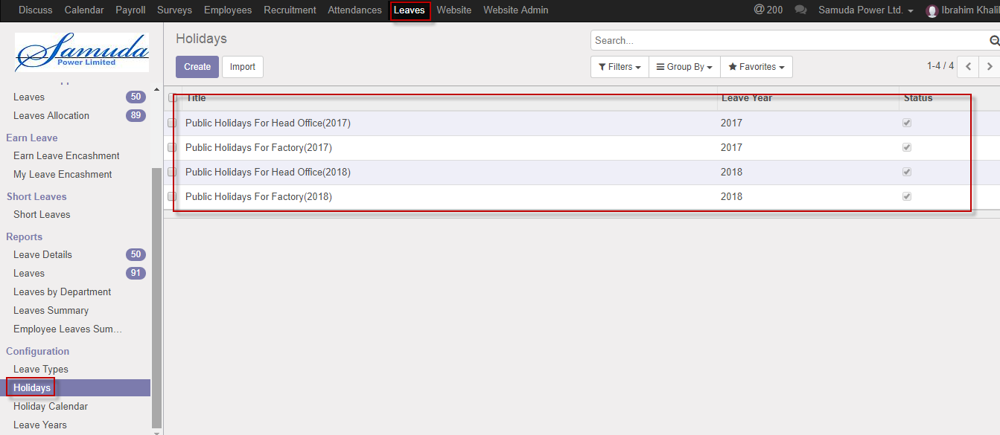 Discuss Calendar Payroll Surveys Employees Recruitment Attendances Leaves Website Website Admin @ 200 Samuda Power Ltd. Ibrahim Khalil
Samuda
Power Limited
Leaves 50
Leaves Allocation 89
Earn Leave
Earn Leave Encashment
My Leave Encashment
Short Leaves
Short Leaves
Reports
Leave Details 50
Leaves 91
Leaves by Department
Leaves Summary
Employee Leaves Sum...
Configuration
Leave Types
Holidays
Holiday Calendar
Leave Years
Holidays
Search...
Create Import
Filters Group By Favorites 1-4 / 4
Title Leave Year Status
Public Holidays For Head Office(2017) 2017
Public Holidays For Factory(2017) 2017
Public Holidays For Head Office(2018) 2018
Public Holidays For Factory(2018) 2018